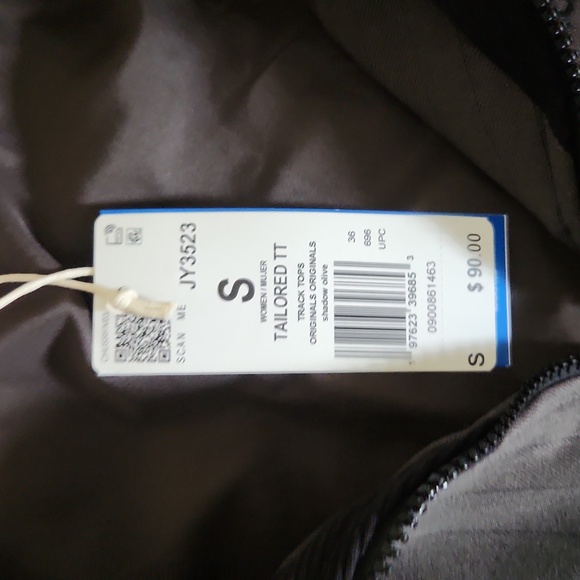 SCAN ME
JY3523
S
WOMEN / MUJER
TAILORED TT
TRACK TOPS
ORIGINALS ORIGINALS
shadow olive
36
696
UPC
97623 39685 3
0900861463
S
$ 90.00